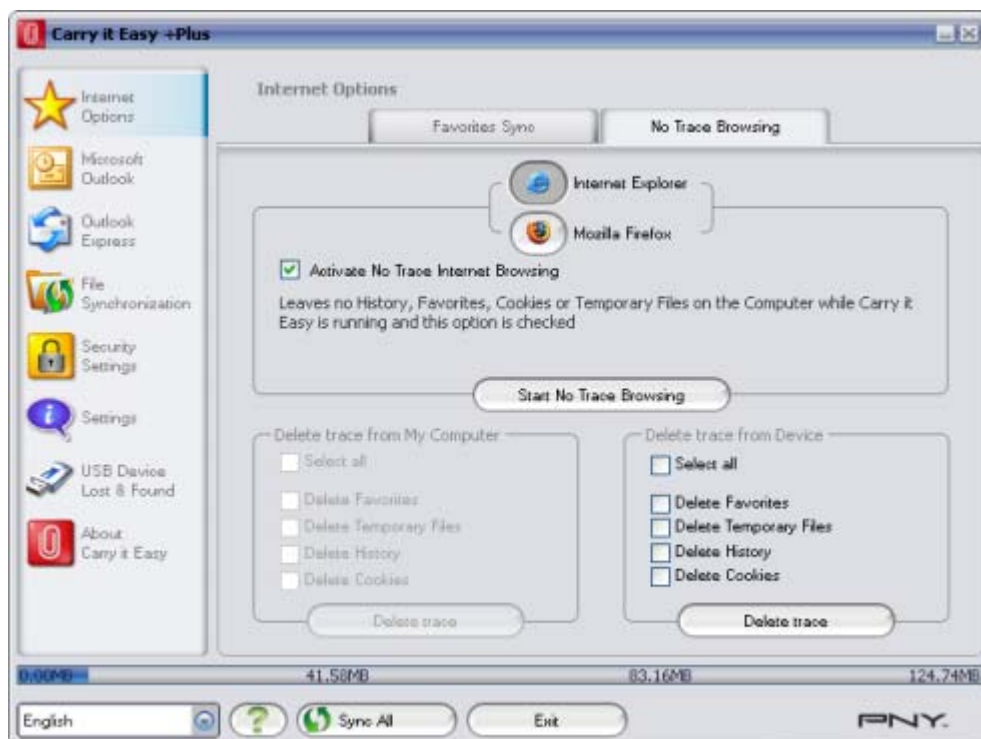 Carry it Easy +Plus
Internet
Options
Microsoft
Outlook
Outlook
Express
File
Synchronization
Security
Settings
Settings
USB Device
Lost & Found
About
Carry it Easy
Internet Options
Favorites Sync
No Trace Browsing
Internet Explorer
Mozilla Firefox
Activate No Trace Internet Browsing
Leaves no History, Favorites, Cookies or Temporary Files on the Computer while Carry it
Easy is running and this option is checked
Start No Trace Browsing
Delete trace from My Computer
Select all
Delete Favorites
Delete Temporary Files
Delete History
Delete Cookies
Delete trace
Delete trace from Device
Select all
Delete Favorites
Delete Temporary Files
Delete History
Delete Cookies
Delete trace
0.00MB 41.58MB 83.16MB 124.74MB
English
?
Sync All
Exit
PNY.